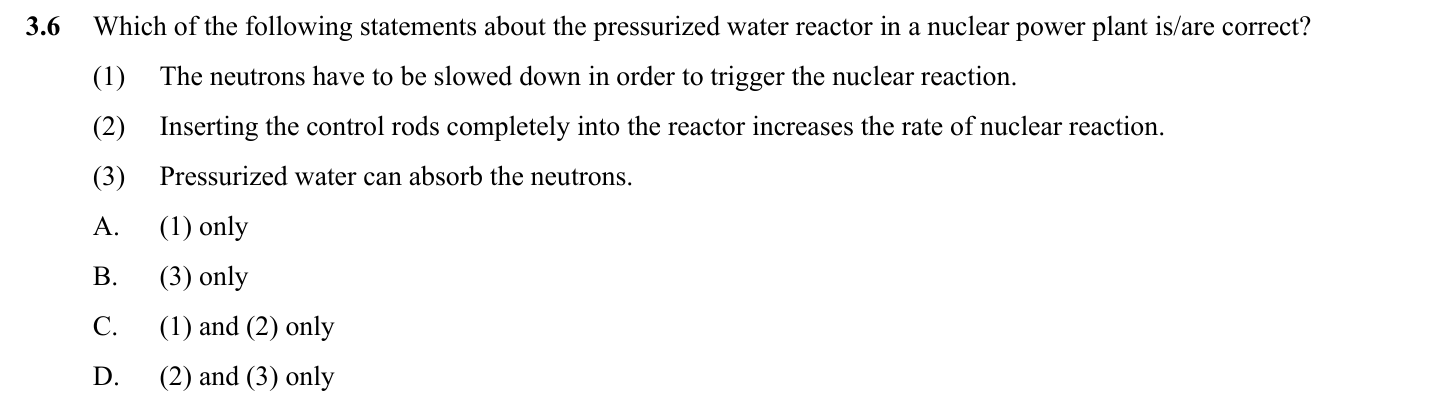 3.6 Which of the following statements about the pressurized water reactor in a nuclear power plant is/are correct?
(1) The neutrons have to be slowed down in order to trigger the nuclear reaction.
(2) Inserting the control rods completely into the reactor increases the rate of nuclear reaction.
(3) Pressurized water can absorb the neutrons.
A. (1) only
B. (3) only
C. (1) and (2) only
D. (2) and (3) only